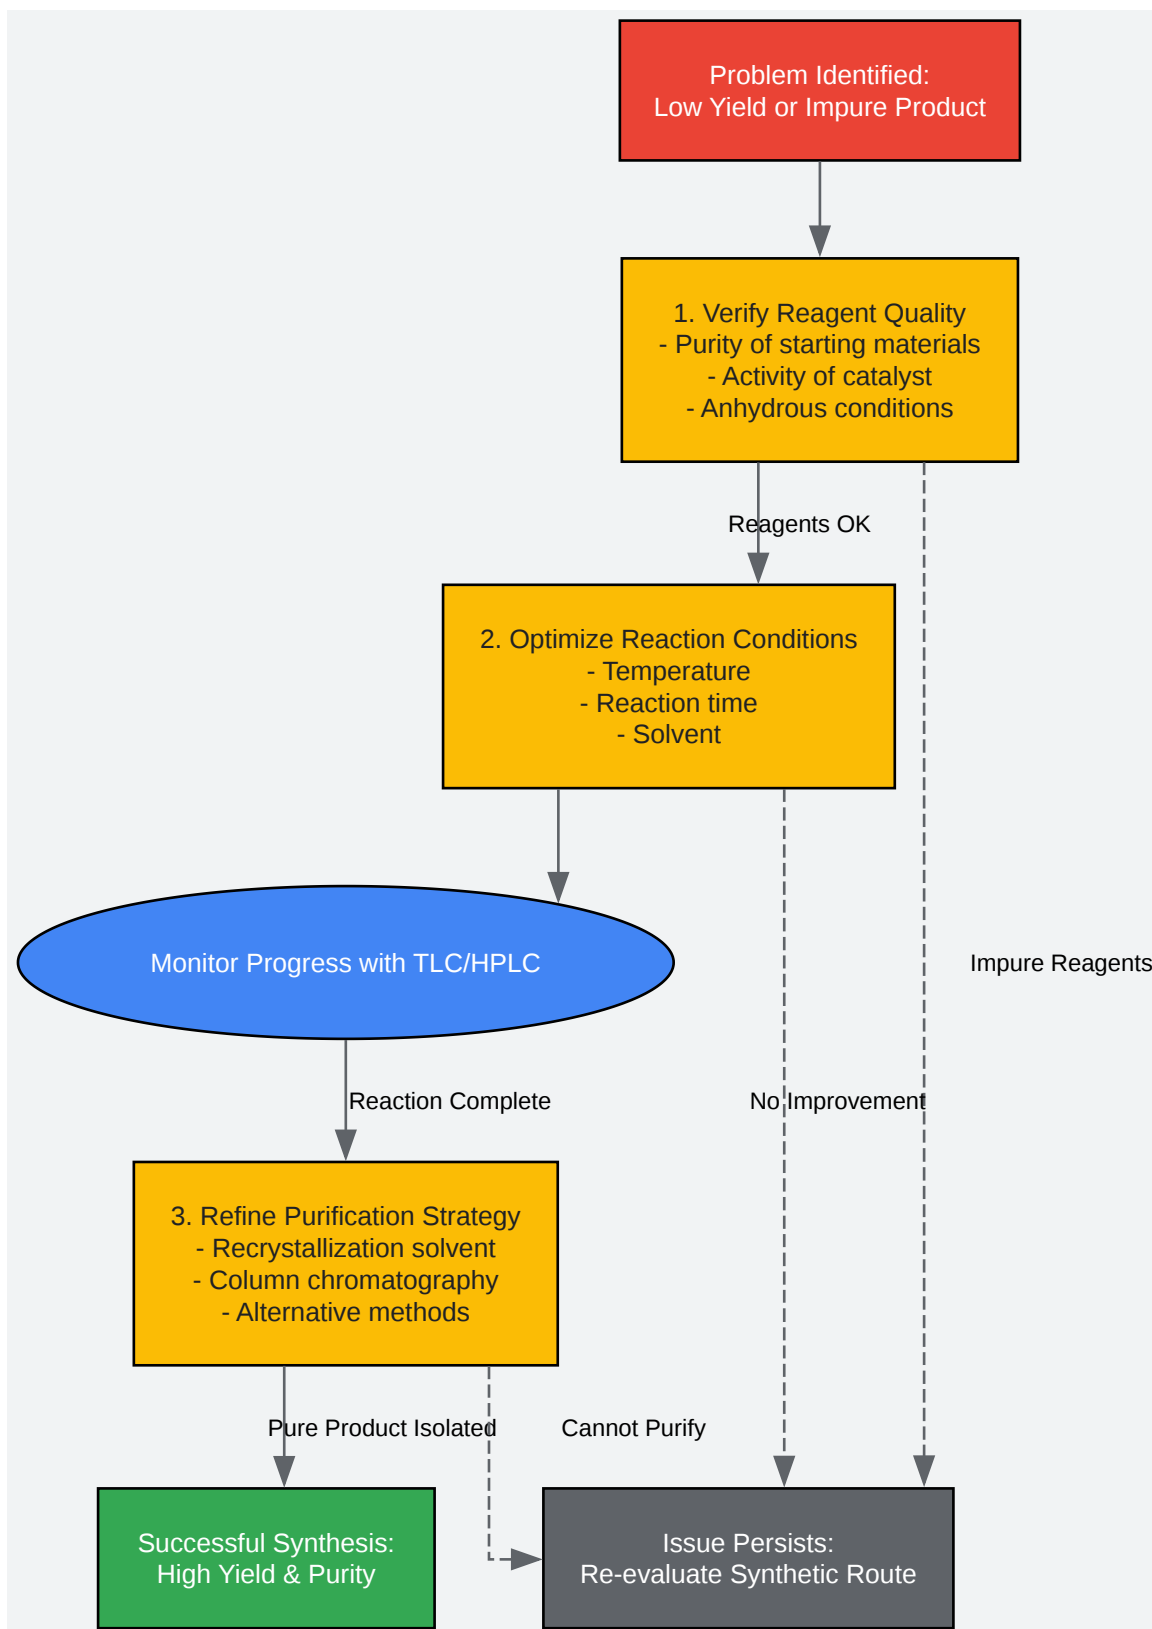 Problem Identified:
Low Yield or Impure Product
1. Verify Reagent Quality
- Purity of starting materials
- Activity of catalyst
- Anhydrous conditions
Reagents OK
2. Optimize Reaction Conditions
- Temperature
- Reaction time
- Solvent
Monitor Progress with TLC/HPLC
Impure Reagents
Reaction Complete
No Improvement
3. Refine Purification Strategy
- Recrystallization solvent
- Column chromatography
- Alternative methods
Pure Product Isolated
Cannot Purify
Successful Synthesis:
High Yield & Purity
Issue Persists:
Re-evaluate Synthetic Route